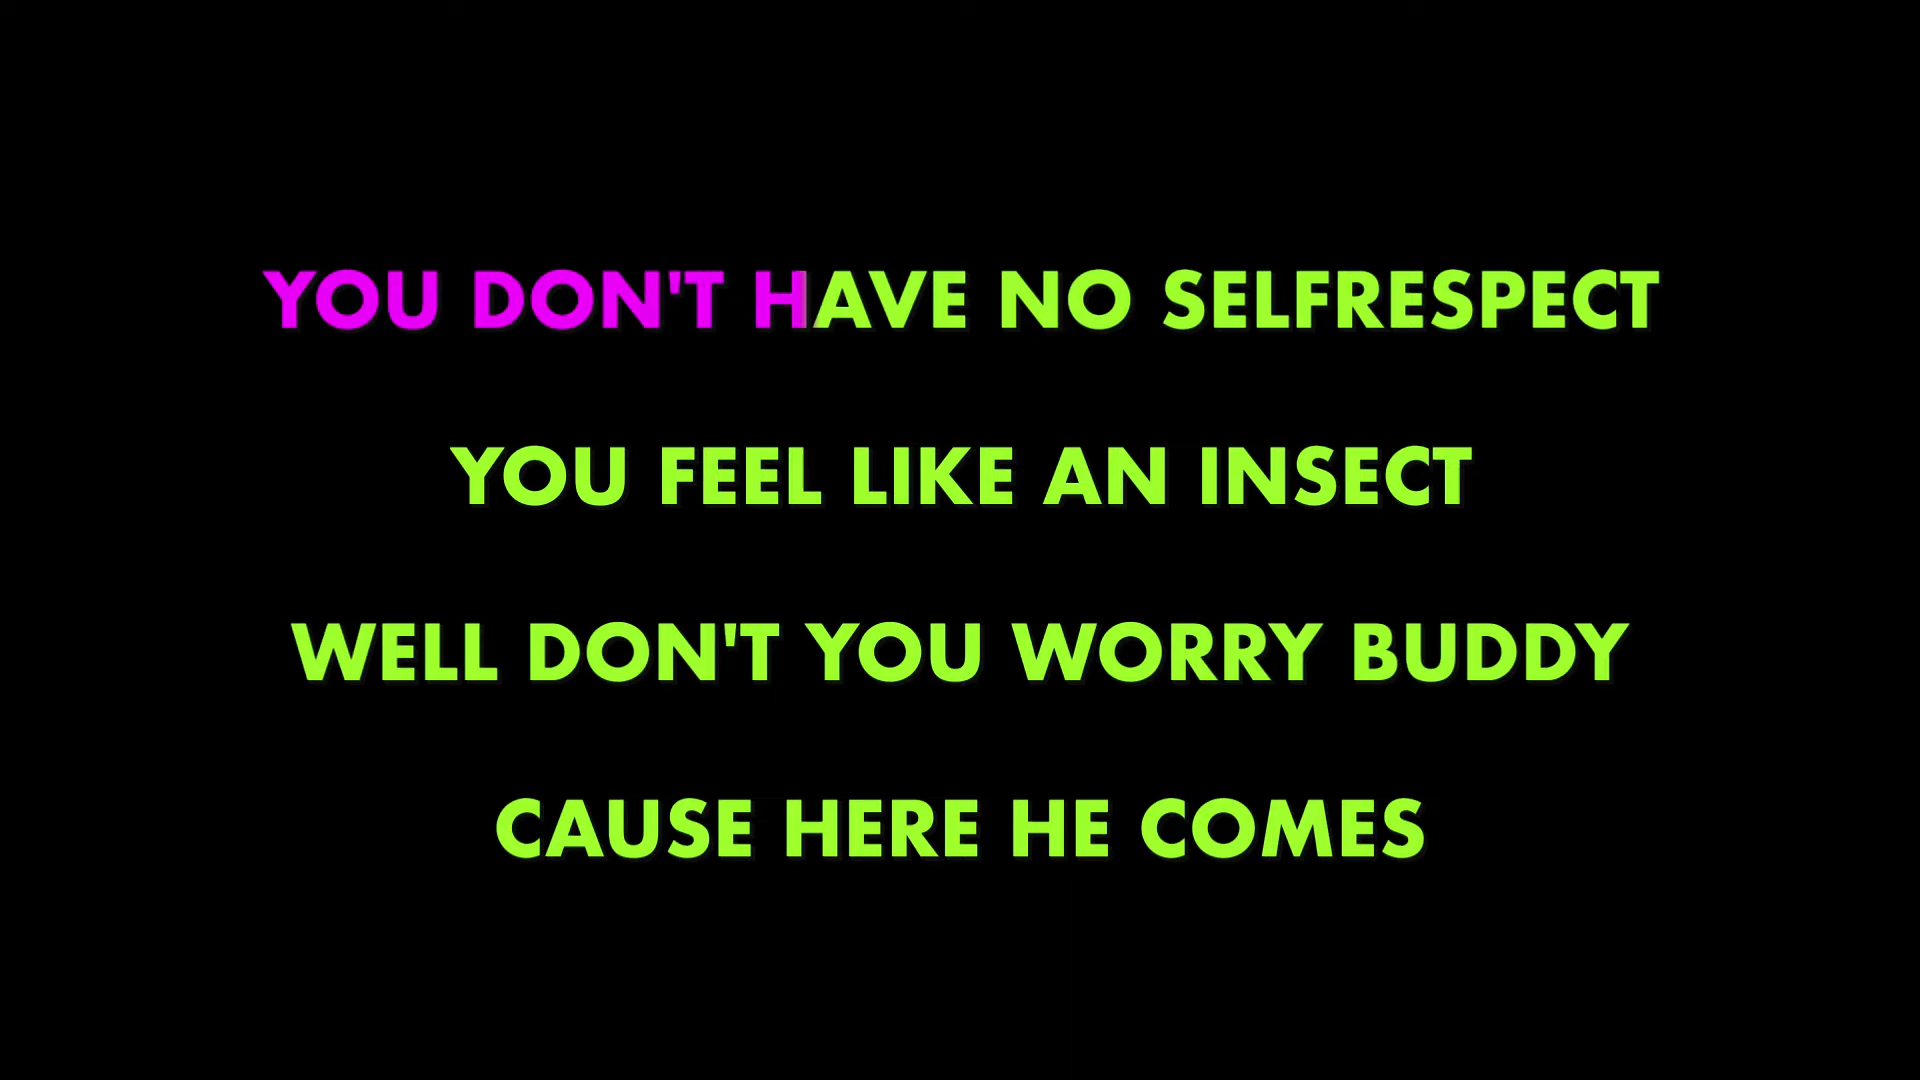 YOU DON'T HAVE NO SELFRESPECT
YOU FEEL LIKE AN INSECT
WELL DON'T YOU WORRY BUDDY
CAUSE HERE HE COMES